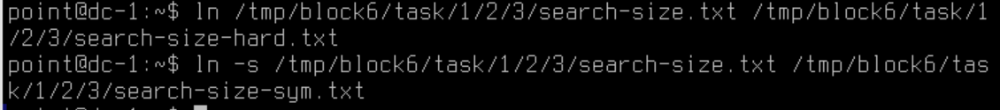 point@dc-1:~$ ln /tmp/block6/task/1/2/3/search-size.txt /tmp/block6/task/1
/2/3/search-size-hard.txt
point@dc-1:~$ ln -s /tmp/block6/task/1/2/3/search-size.txt /tmp/block6/tas
k/1/2/3/search-size-sym.txt